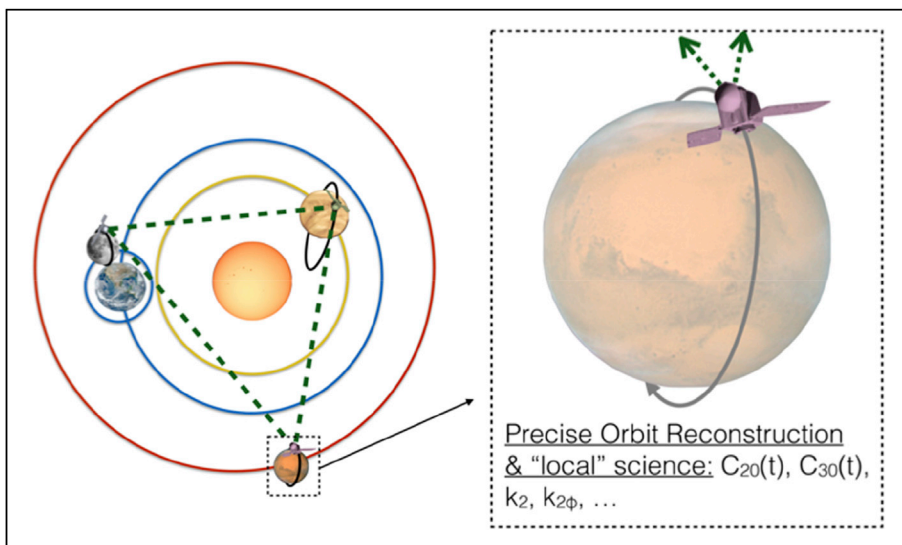 Precise Orbit Reconstruction
& "local" science: C₂₀(t), C₃₀(t),
k₂, k₂ᵩ, ...